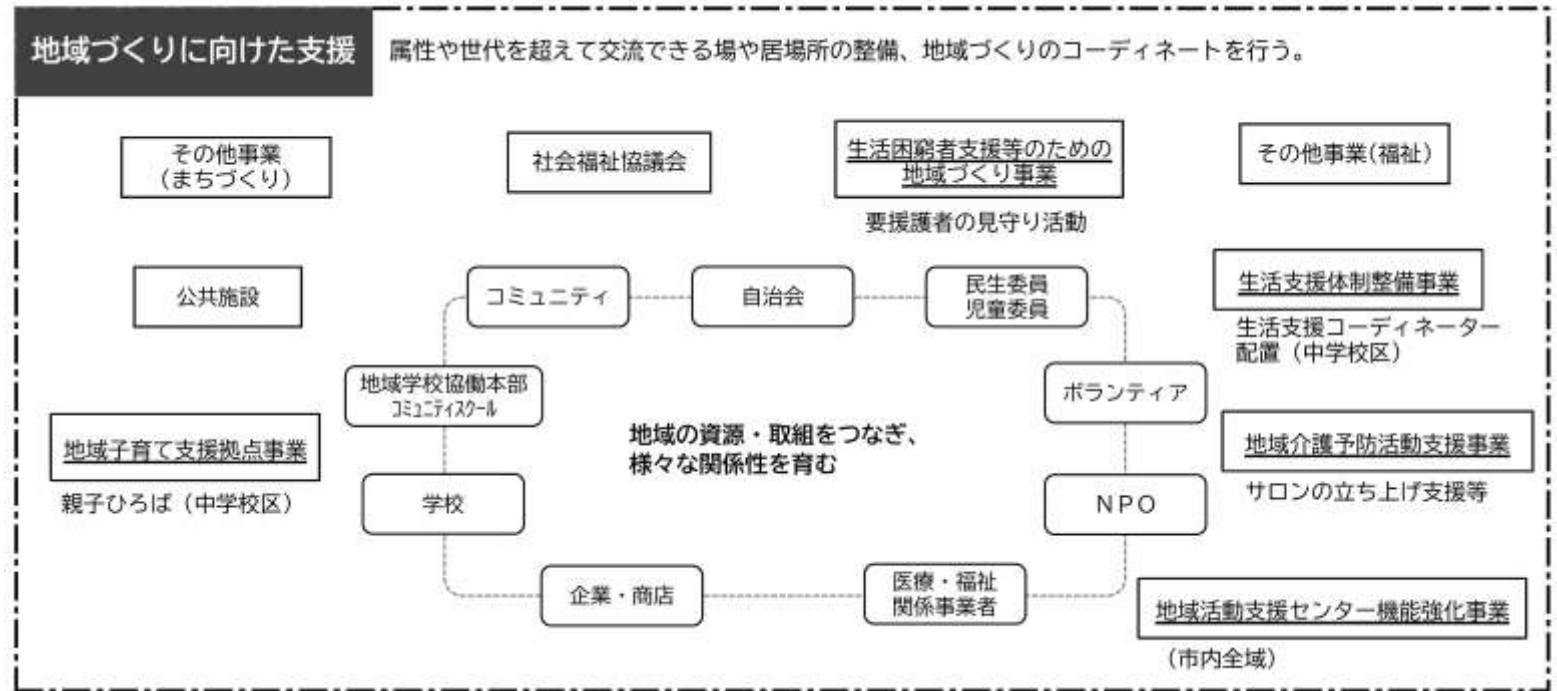 地域づくりに向けた支援
属性や世代を超えて交流できる場や居場所の整備、地域づくりのコーディネートを行う。
その他事業
(まちづくり)
社会福祉協議会
生活困窮者支援等のための
地域づくり事業
要援護者の見守り活動
その他事業(福祉)
公共施設
コミュニティ
自治会
民生委員
児童委員
生活支援体制整備事業
生活支援コーディネーター
配置（中学校区）
地域学校協働本部
ｺﾐｭﾆﾃｨｽｸｰﾙ
ボランティア
地域の資源・取組をつなぎ、
様々な関係性を育む
地域子育て支援拠点事業
親子ひろば（中学校区）
地域介護予防活動支援事業
サロンの立ち上げ支援等
学校
ＮＰＯ
企業・商店
医療・福祉
関係事業者
地域活動支援センター機能強化事業
（市内全域）